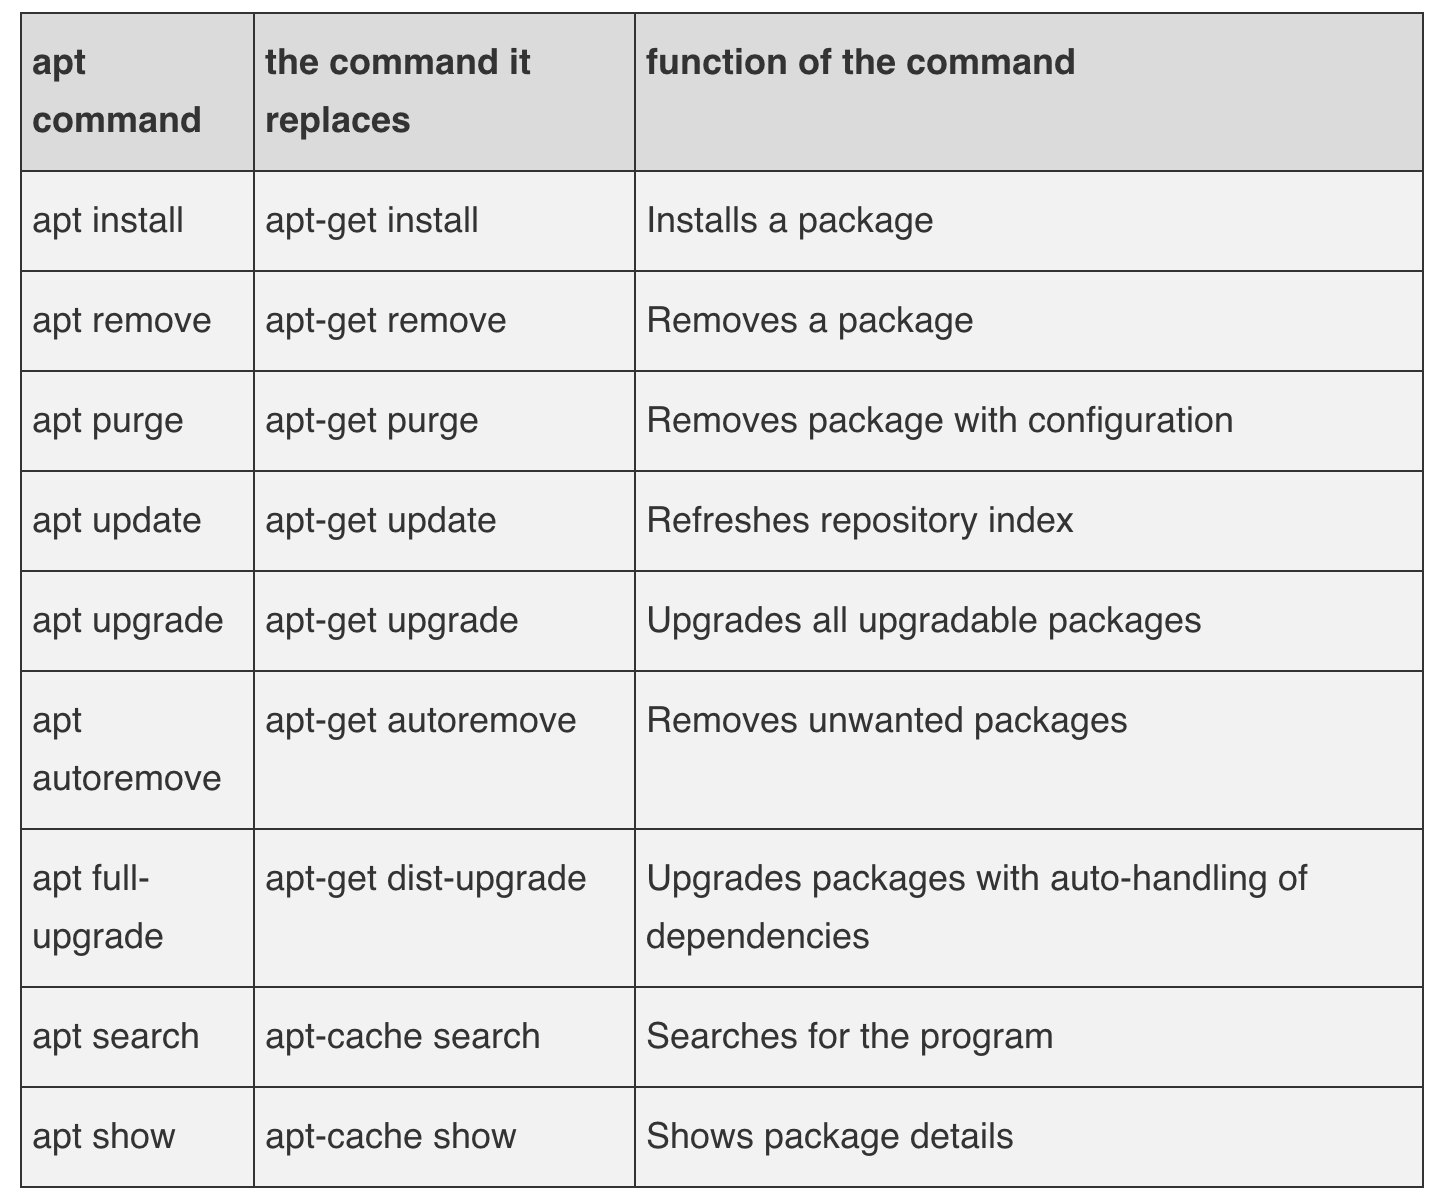 apt
command
the command it
replaces
function of the command
apt install
apt-get install
Installs a package
apt remove
apt-get remove
Removes a package
apt purge
apt-get purge
Removes package with configuration
apt update
apt-get update
Refreshes repository index
apt upgrade
apt-get upgrade
Upgrades all upgradable packages
apt
autoremove
apt-get autoremove
Removes unwanted packages
apt full-
upgrade
apt-get dist-upgrade
Upgrades packages with auto-handling of
dependencies
apt search
apt-cache search
Searches for the program
apt show
apt-cache show
Shows package details